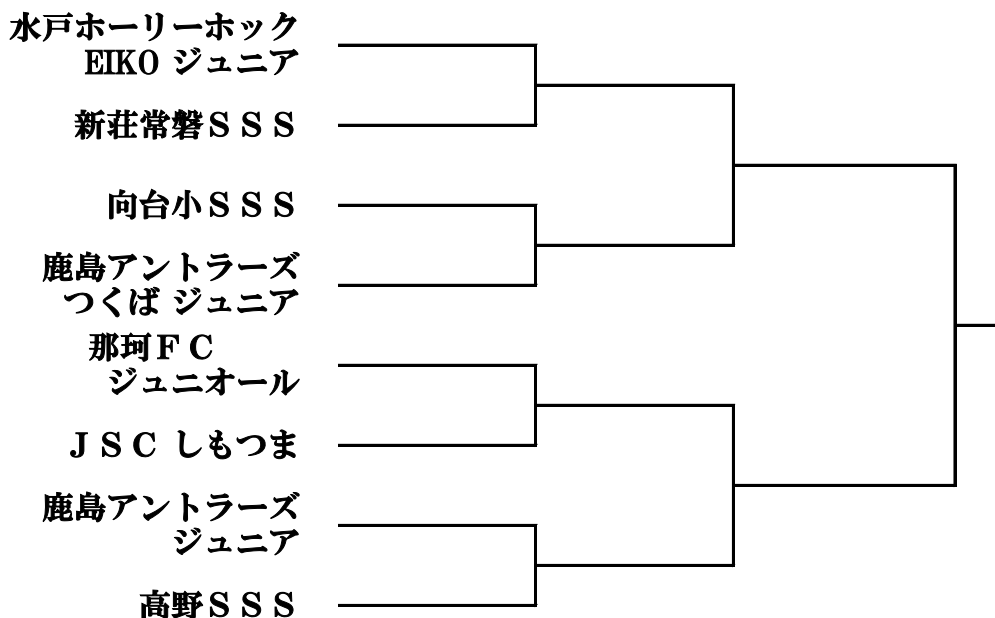 水戸ホーリーホック
EIKO ジュニア
新荘常磐ＳＳＳ
向台小ＳＳＳ
鹿島アントラーズ
つくば ジュニア
那珂ＦＣ
ジュニオール
ＪＳＣ しもつま
鹿島アントラーズ
ジュニア
高野ＳＳＳ